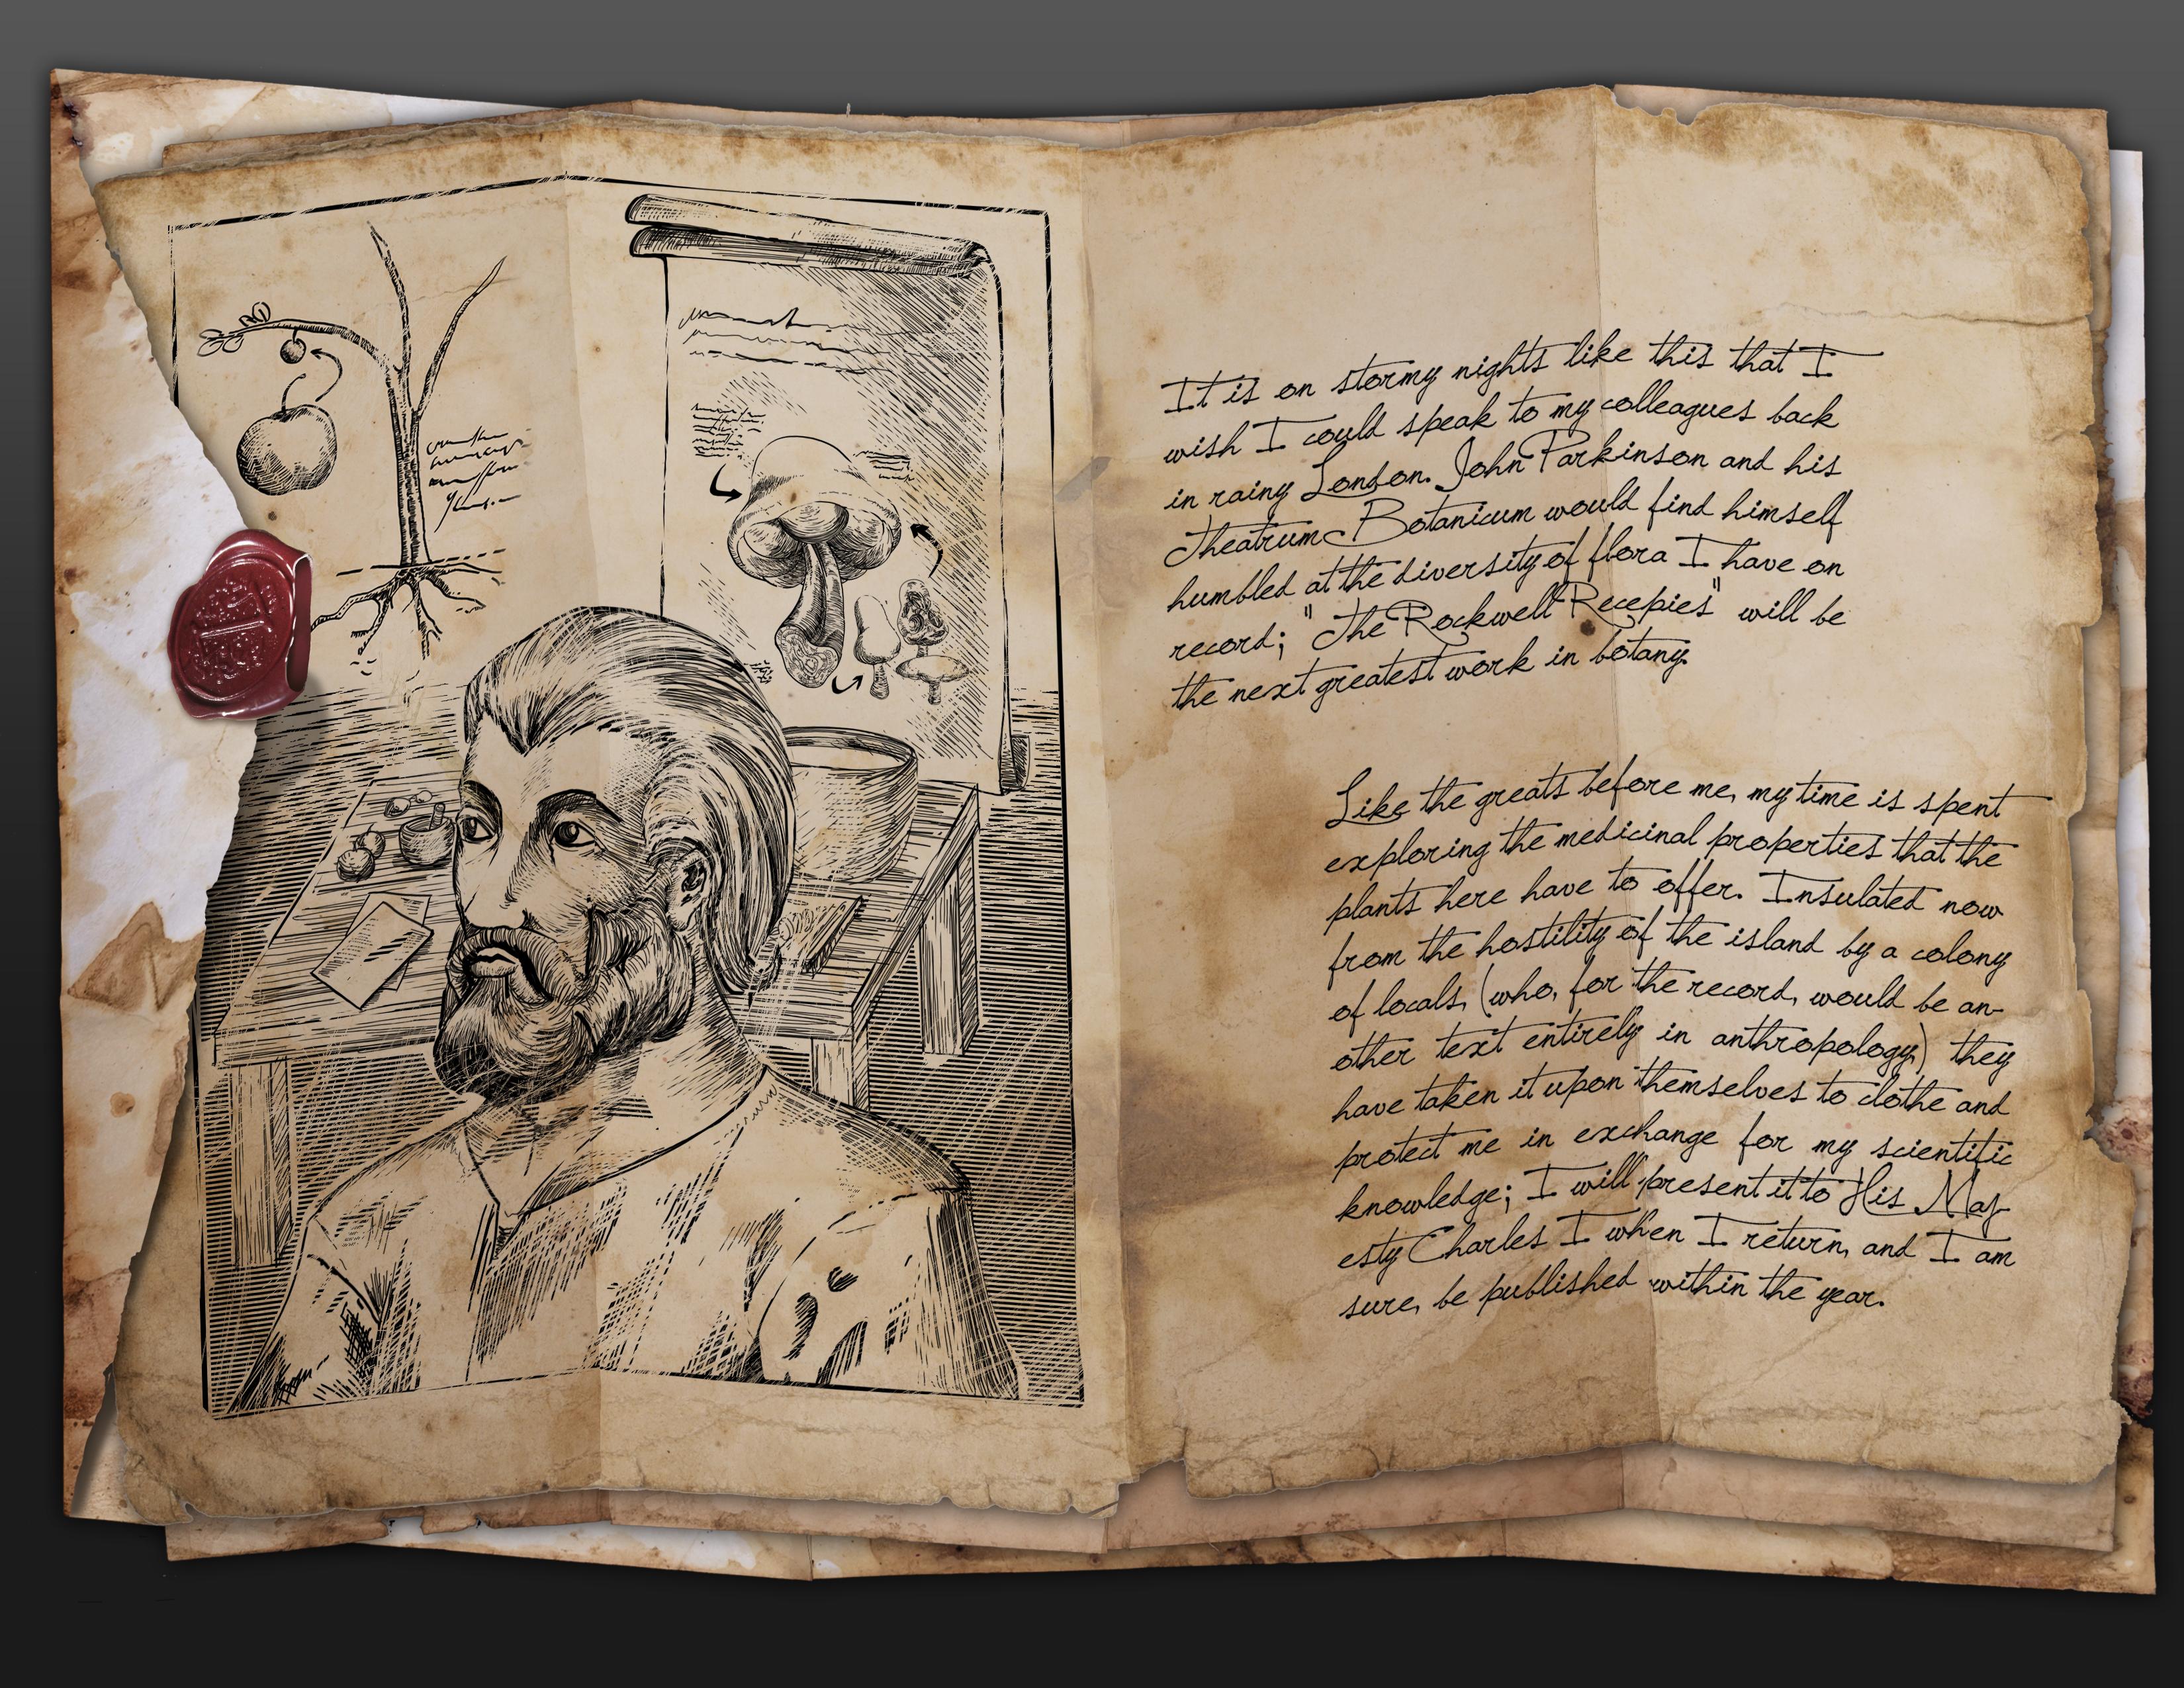 It is on stormy nights like this that I
wish I could speak to my colleagues back
in rainy London. John Parkinson and his
Theatrum Botanicum would find himself
humbled at the diversity of flora I have on
record; "The Rockwell Recepies" will be
the next greatest work in botany.
Like the greats before me, my time is spent
exploring the medicinal properties that the
plants here have to offer. Insulated now
from the hostility of the island by a colony
of locals, (who, for the record, would be an-
other text entirely in anthropology) they
have taken it upon themselves to clothe and
protect me in exchange for my scientific
knowledge; I will present it to His Maj-
esty Charles I when I return, and I am
sure, be published within the year.